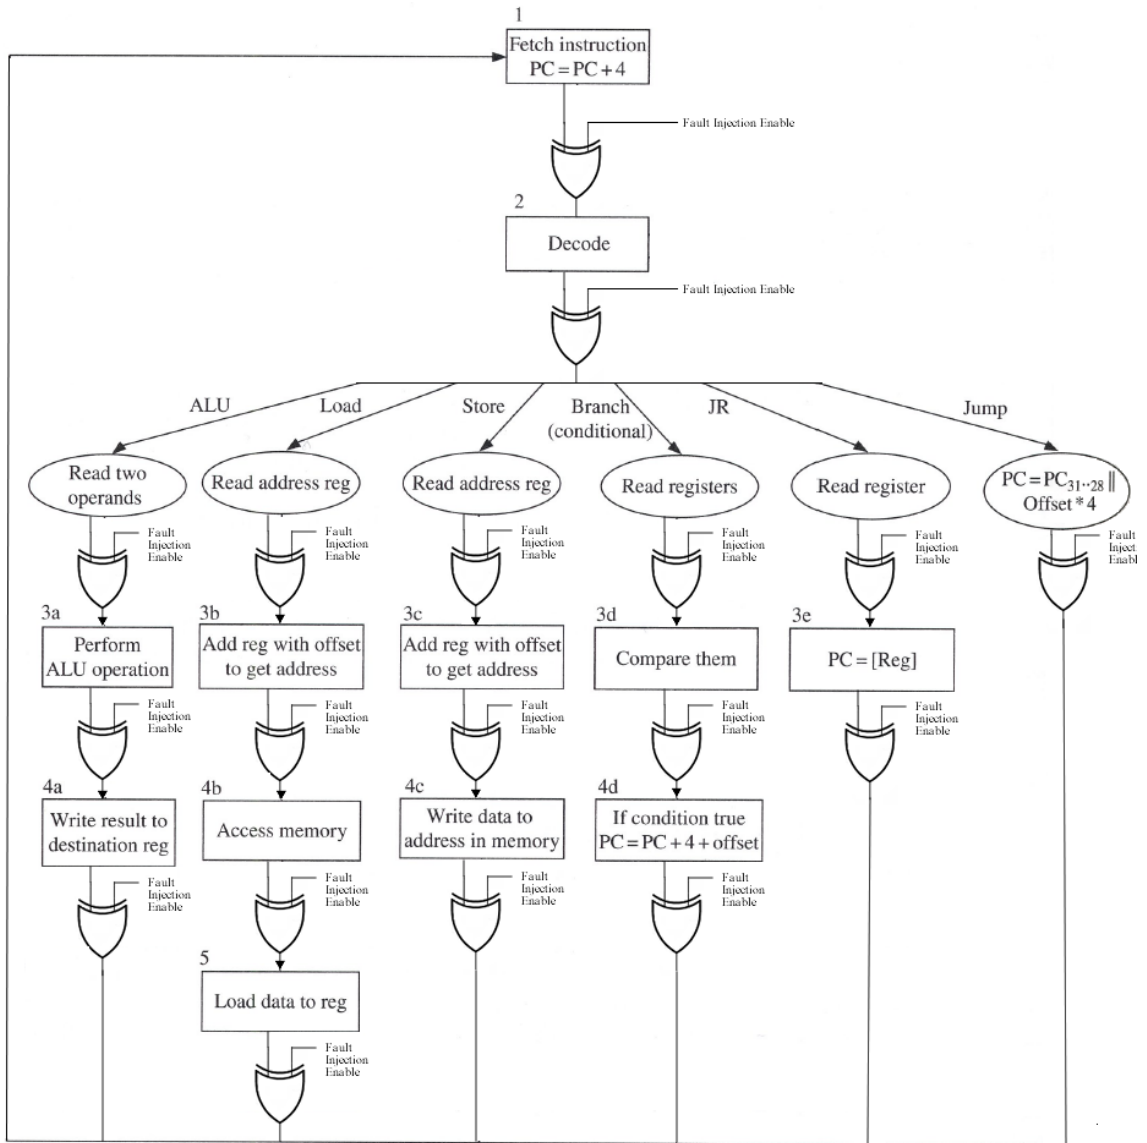 1
Fetch instruction
PC = PC + 4
Fault Injection Enable
2
Decode
Fault Injection Enable
ALU
Load
Store
Branch
(conditional)
JR
Jump
Read two
operands
Read address reg
Read address reg
Read registers
Read register
PC = PC31··28 ||
Offset * 4
Fault
Injection
Enable
Fault
Injection
Enable
Fault
Injection
Enable
Fault
Injection
Enable
Fault
Injection
Enable
Fault
Inject
Enabl
3a
Perform
ALU operation
3b
Add reg with offset
to get address
3c
Add reg with offset
to get address
3d
Compare them
3e
PC = [Reg]
Fault
Injection
Enable
Fault
Injection
Enable
Fault
Injection
Enable
Fault
Injection
Enable
Fault
Injection
Enable
4a
Write result to
destination reg
4b
Access memory
4c
Write data to
address in memory
4d
If condition true
PC = PC + 4 + offset
Fault
Injection
Enable
Fault
Injection
Enable
Fault
Injection
Enable
Fault
Injection
Enable
5
Load data to reg
Fault
Injection
Enable